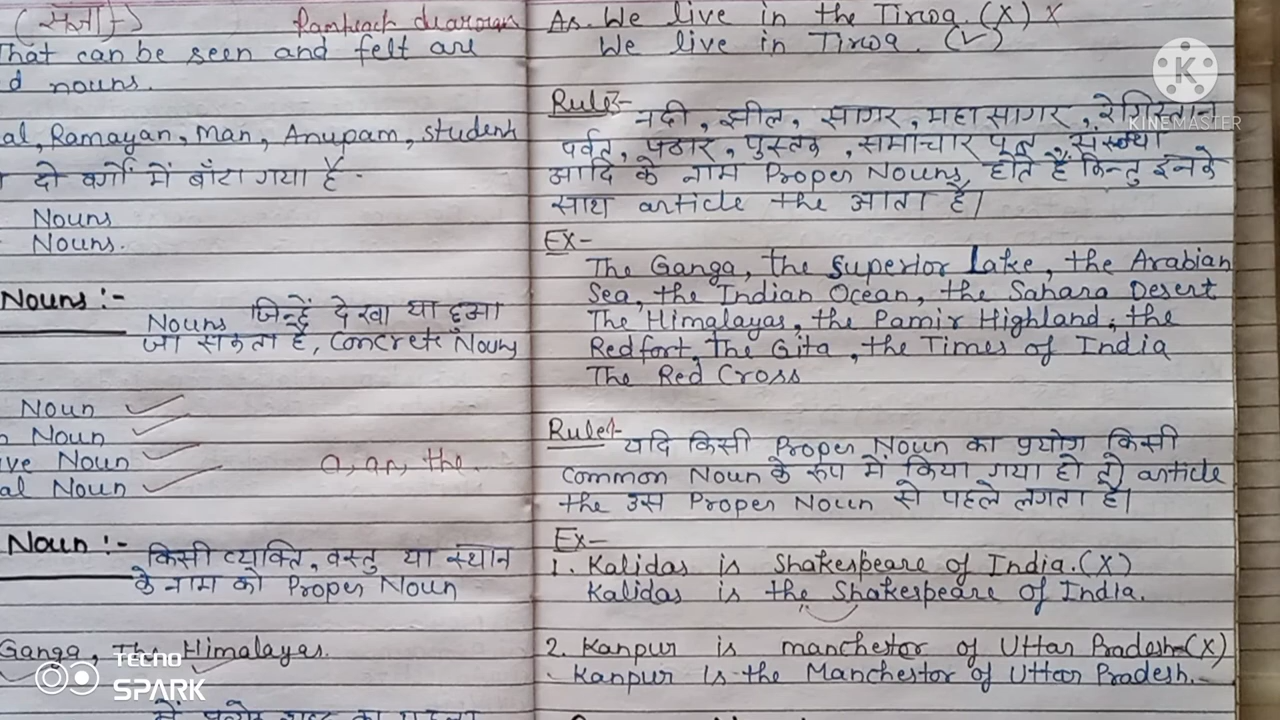 (संज्ञा)
That can be seen and felt are
d nouns.
al, Ramayan, Man, Anupam, student
दो वर्गों में बाँटा गया है।
Nouns
Nouns.
Nouns :-
Nouns, जिन्हें देखा या छुआ
जा सकता है, Concrete Nouns
Noun
n Noun
ve Noun
al Noun
a, an, the.
Noun :-
किसी व्यक्ति, वस्तु या स्थान
के नाम को Proper Noun
Ganga, The Himalayas.
TECNO
SPARK
As. We live in the Tirwa. (X) X
We live in Tirwa. (✓)
Rule:-
नदी, झील, सागर, महासागर, रेगिस्तान
पर्वत, पठार, पुस्तक, समाचार पत्र, संस्था
आदि के नाम Proper Nouns होते हैं किन्तु इनके
साथ article the आता है।
Ex-
The Ganga, the Superior Lake, the Arabian
Sea, the Indian Ocean, the Sahara Desert
The Himalayas, the Pamir Highland, the
Redfort, The Gita, the Times of India
The Red Cross
Rule:-
यदि किसी Proper Noun का प्रयोग किसी
Common Noun के रूप में किया गया हो तो article
the उस Proper Noun से पहले लगता है।
Ex-
1. Kalidas is Shakespeare of India. (X)
Kalidas is the Shakespeare of India.
2. Kanpur is manchester of Uttar Pradesh (X)
Kanpur is the Manchestor of Uttar Pradesh.
K
KINEMASTER